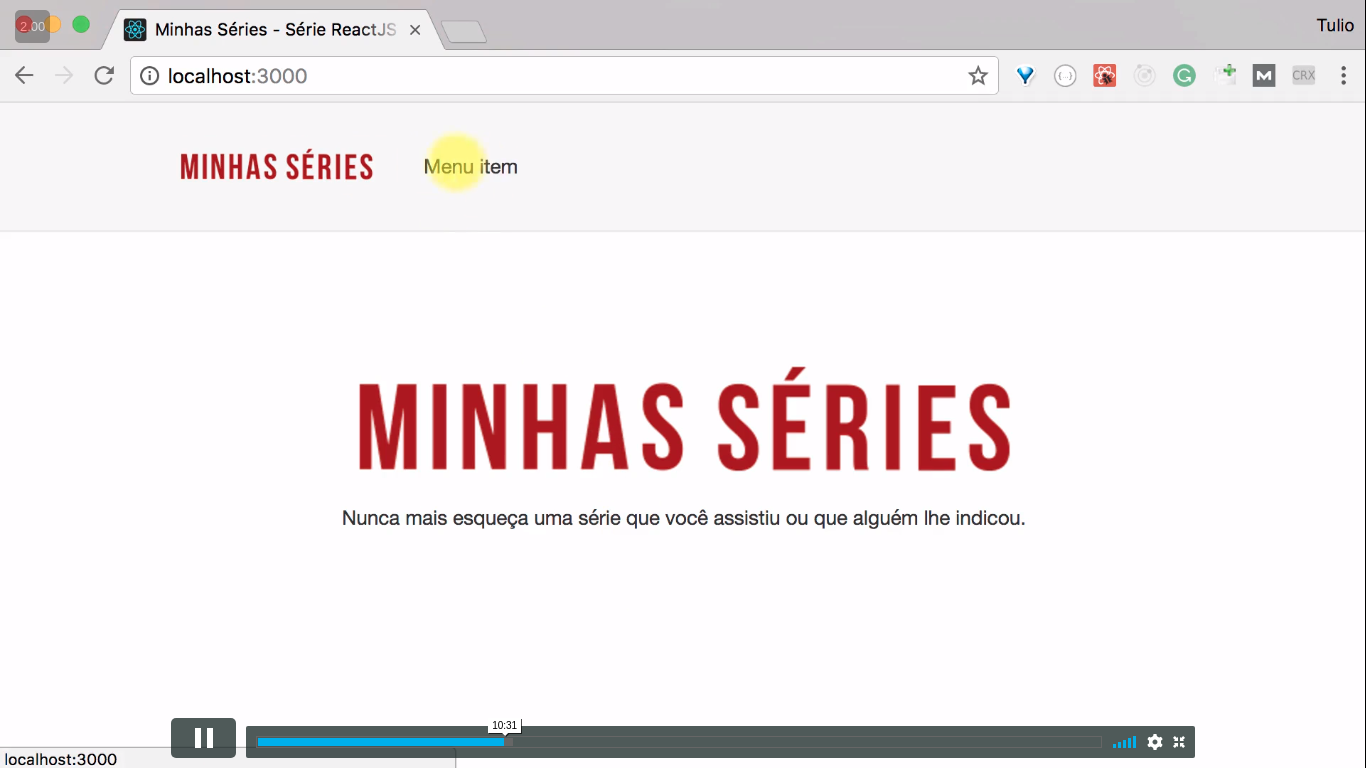 2.00
Minhas Séries - Série ReactJS
Tulio
localhost:3000
CRX
MINHAS SÉRIES
Menu item
MINHAS SÉRIES
Nunca mais esqueça uma série que você assistiu ou que alguém lhe indicou.
10:31
localhost:3000